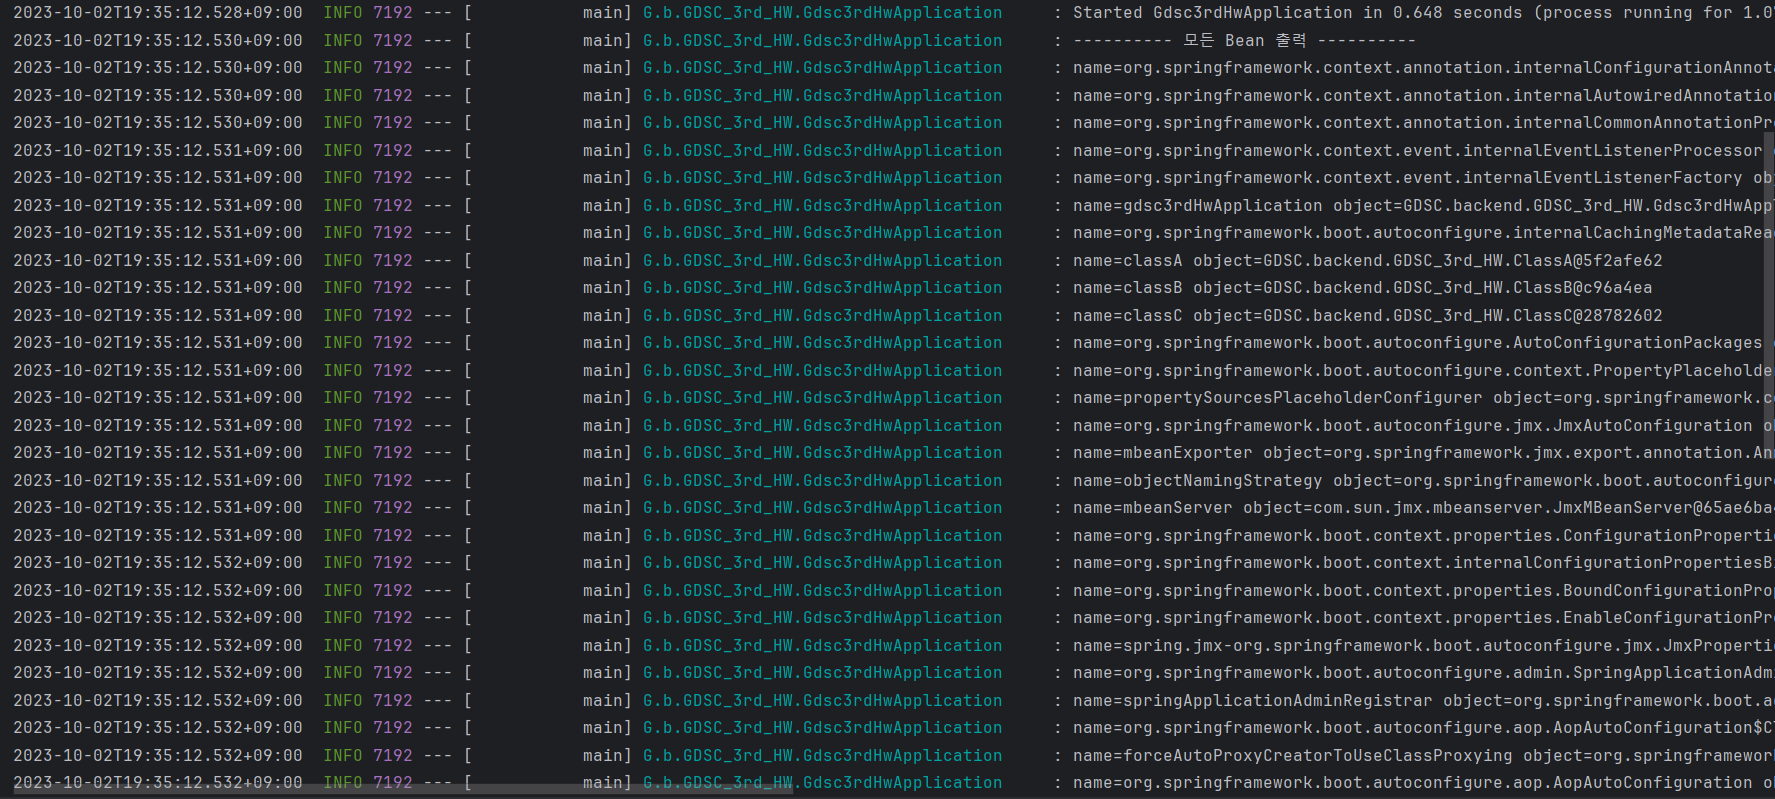 2023-10-02T19:35:12.528+09:00  INFO 7192 --- [           main] G.b.GDSC_3rd_HW.Gdsc3rdHwApplication     : Started Gdsc3rdHwApplication in 0.648 seconds (process running for 1.0
2023-10-02T19:35:12.530+09:00  INFO 7192 --- [           main] G.b.GDSC_3rd_HW.Gdsc3rdHwApplication     : ---------- 모든 Bean 출력 ----------
2023-10-02T19:35:12.530+09:00  INFO 7192 --- [           main] G.b.GDSC_3rd_HW.Gdsc3rdHwApplication     : name=org.springframework.context.annotation.internalConfigurationAnnota
2023-10-02T19:35:12.530+09:00  INFO 7192 --- [           main] G.b.GDSC_3rd_HW.Gdsc3rdHwApplication     : name=org.springframework.context.annotation.internalAutowiredAnnotation
2023-10-02T19:35:12.530+09:00  INFO 7192 --- [           main] G.b.GDSC_3rd_HW.Gdsc3rdHwApplication     : name=org.springframework.context.annotation.internalCommonAnnotationPro
2023-10-02T19:35:12.531+09:00  INFO 7192 --- [           main] G.b.GDSC_3rd_HW.Gdsc3rdHwApplication     : name=org.springframework.context.event.internalEventListenerProcessor
2023-10-02T19:35:12.531+09:00  INFO 7192 --- [           main] G.b.GDSC_3rd_HW.Gdsc3rdHwApplication     : name=org.springframework.context.event.internalEventListenerFactory ob
2023-10-02T19:35:12.531+09:00  INFO 7192 --- [           main] G.b.GDSC_3rd_HW.Gdsc3rdHwApplication     : name=gdsc3rdHwApplication object=GDSC.backend.GDSC_3rd_HW.Gdsc3rdHwAppl
2023-10-02T19:35:12.531+09:00  INFO 7192 --- [           main] G.b.GDSC_3rd_HW.Gdsc3rdHwApplication     : name=org.springframework.boot.autoconfigure.internalCachingMetadataRea
2023-10-02T19:35:12.531+09:00  INFO 7192 --- [           main] G.b.GDSC_3rd_HW.Gdsc3rdHwApplication     : name=classA object=GDSC.backend.GDSC_3rd_HW.ClassA@5f2afe62
2023-10-02T19:35:12.531+09:00  INFO 7192 --- [           main] G.b.GDSC_3rd_HW.Gdsc3rdHwApplication     : name=classB object=GDSC.backend.GDSC_3rd_HW.ClassB@c96a4ea
2023-10-02T19:35:12.531+09:00  INFO 7192 --- [           main] G.b.GDSC_3rd_HW.Gdsc3rdHwApplication     : name=classC object=GDSC.backend.GDSC_3rd_HW.ClassC@28782602
2023-10-02T19:35:12.531+09:00  INFO 7192 --- [           main] G.b.GDSC_3rd_HW.Gdsc3rdHwApplication     : name=org.springframework.boot.autoconfigure.AutoConfigurationPackages
2023-10-02T19:35:12.531+09:00  INFO 7192 --- [           main] G.b.GDSC_3rd_HW.Gdsc3rdHwApplication     : name=org.springframework.boot.autoconfigure.context.PropertyPlaceholde
2023-10-02T19:35:12.531+09:00  INFO 7192 --- [           main] G.b.GDSC_3rd_HW.Gdsc3rdHwApplication     : name=propertySourcesPlaceholderConfigurer object=org.springframework.co
2023-10-02T19:35:12.531+09:00  INFO 7192 --- [           main] G.b.GDSC_3rd_HW.Gdsc3rdHwApplication     : name=org.springframework.boot.autoconfigure.jmx.JmxAutoConfiguration o
2023-10-02T19:35:12.531+09:00  INFO 7192 --- [           main] G.b.GDSC_3rd_HW.Gdsc3rdHwApplication     : name=mbeanExporter object=org.springframework.jmx.export.annotation.An
2023-10-02T19:35:12.531+09:00  INFO 7192 --- [           main] G.b.GDSC_3rd_HW.Gdsc3rdHwApplication     : name=objectNamingStrategy object=org.springframework.boot.autoconfigur
2023-10-02T19:35:12.531+09:00  INFO 7192 --- [           main] G.b.GDSC_3rd_HW.Gdsc3rdHwApplication     : name=mbeanServer object=com.sun.jmx.mbeanserver.JmxMBeanServer@65ae6ba
2023-10-02T19:35:12.531+09:00  INFO 7192 --- [           main] G.b.GDSC_3rd_HW.Gdsc3rdHwApplication     : name=org.springframework.boot.context.properties.ConfigurationProperti
2023-10-02T19:35:12.532+09:00  INFO 7192 --- [           main] G.b.GDSC_3rd_HW.Gdsc3rdHwApplication     : name=org.springframework.boot.context.internalConfigurationPropertiesB
2023-10-02T19:35:12.532+09:00  INFO 7192 --- [           main] G.b.GDSC_3rd_HW.Gdsc3rdHwApplication     : name=org.springframework.boot.context.properties.BoundConfigurationProp
2023-10-02T19:35:12.532+09:00  INFO 7192 --- [           main] G.b.GDSC_3rd_HW.Gdsc3rdHwApplication     : name=org.springframework.boot.context.properties.EnableConfigurationPr
2023-10-02T19:35:12.532+09:00  INFO 7192 --- [           main] G.b.GDSC_3rd_HW.Gdsc3rdHwApplication     : name=spring.jmx-org.springframework.boot.autoconfigure.jmx.JmxProperti
2023-10-02T19:35:12.532+09:00  INFO 7192 --- [           main] G.b.GDSC_3rd_HW.Gdsc3rdHwApplication     : name=org.springframework.boot.autoconfigure.admin.SpringApplicationAdm
2023-10-02T19:35:12.532+09:00  INFO 7192 --- [           main] G.b.GDSC_3rd_HW.Gdsc3rdHwApplication     : name=springApplicationAdminRegistrar object=org.springframework.boot.a
2023-10-02T19:35:12.532+09:00  INFO 7192 --- [           main] G.b.GDSC_3rd_HW.Gdsc3rdHwApplication     : name=org.springframework.boot.autoconfigure.aop.AopAutoConfiguration$C
2023-10-02T19:35:12.532+09:00  INFO 7192 --- [           main] G.b.GDSC_3rd_HW.Gdsc3rdHwApplication     : name=forceAutoProxyCreatorToUseClassProxying object=org.springframewor
2023-10-02T19:35:12.532+09:00  INFO 7192 --- [           main] G.b.GDSC_3rd_HW.Gdsc3rdHwApplication     : name=org.springframework.boot.autoconfigure.aop.AopAutoConfiguration o